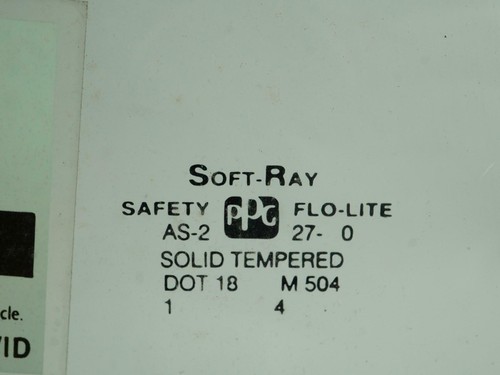 SOFT-RAY
SAFETY PPG FLO-LITE
AS-2 27- 0
SOLID TEMPERED
DOT 18 M 504
1 4
cle.
VID